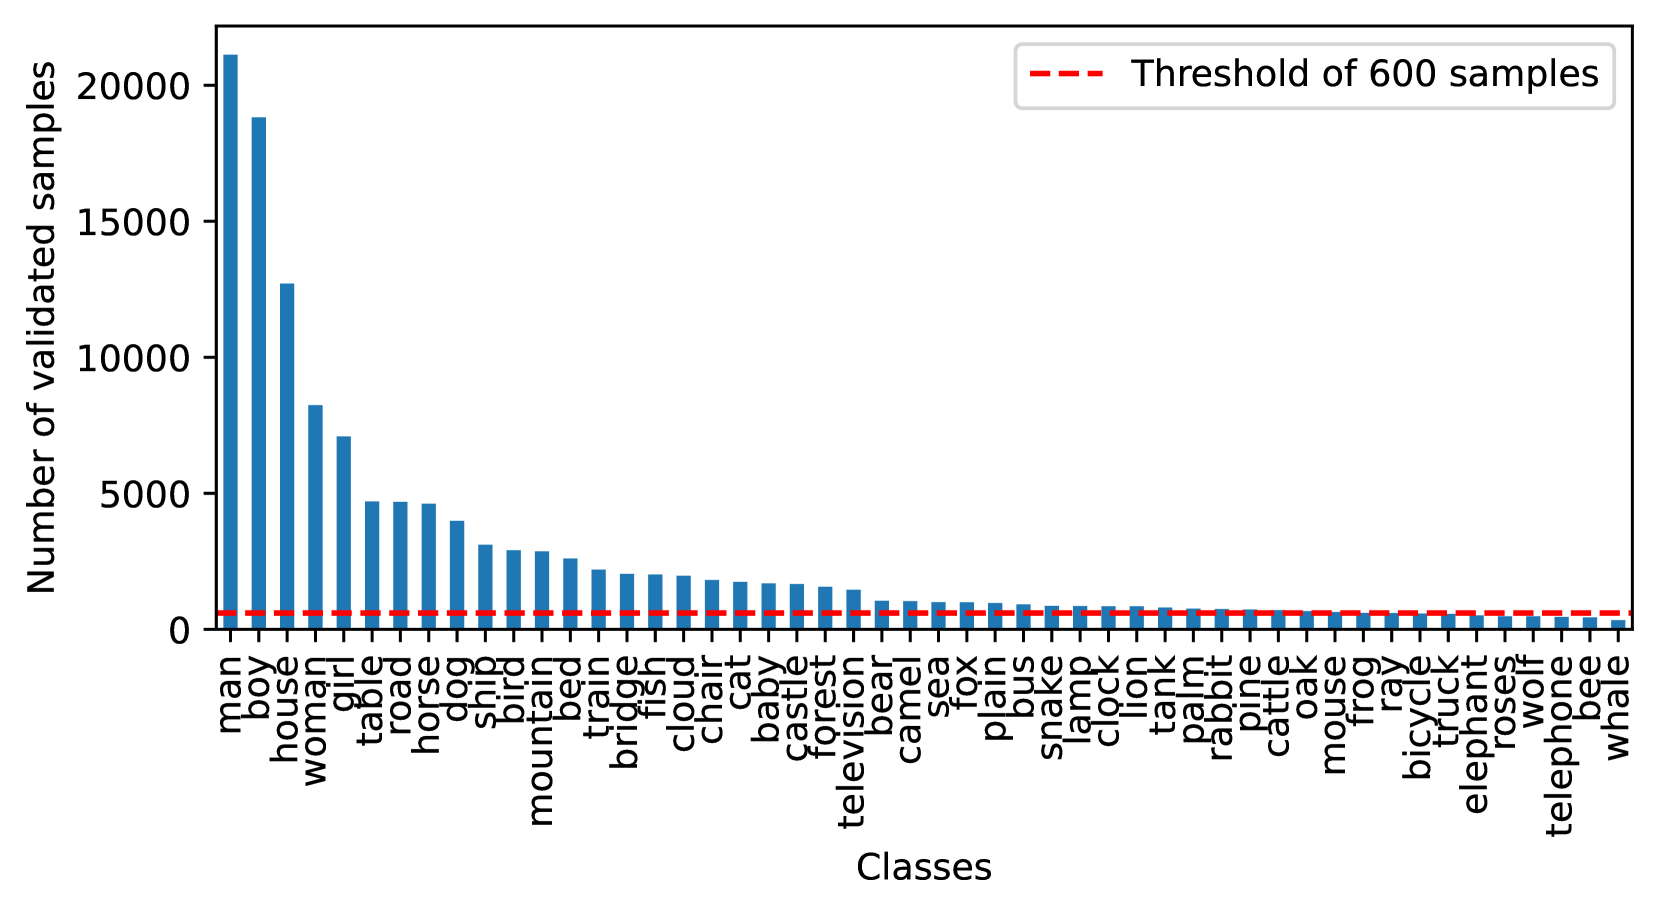 Threshold of 600 samples
Number of validated samples
20000
15000
10000
5000
0
man
boy
house
woman
girl
table
road
horse
dog
ship
bird
mountain
bed
train
bridge
fish
cloud
chair
cat
baby
castle
forest
television
bear
camel
sea
fox
plain
bus
snake
lamp
clock
lion
tank
palm
rabbit
pine
cattle
oak
mouse
frog
ray
bicycle
truck
elephant
roses
wolf
telephone
bee
whale
Classes